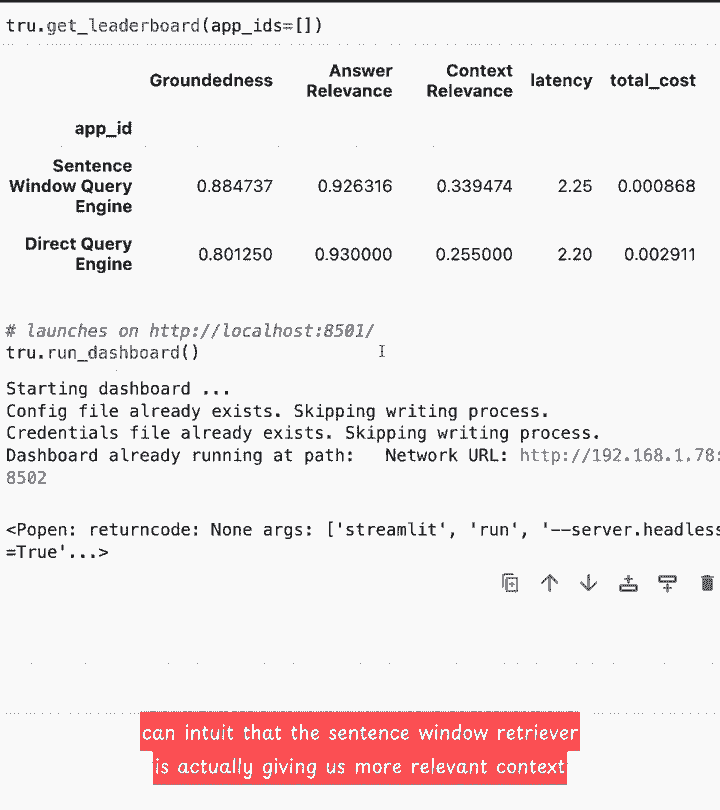 tru.get_leaderboard(app_ids=[])
Groundedness Answer Relevance Context Relevance latency total_cost
app_id
Sentence Window Query Engine 0.884737 0.926316 0.339474 2.25 0.000868
Direct Query Engine 0.801250 0.930000 0.255000 2.20 0.002911
# launches on http://localhost:8501/
tru.run_dashboard()
Starting dashboard ...
Config file already exists. Skipping writing process.
Credentials file already exists. Skipping writing process.
Dashboard already running at path:   Network URL: http://192.168.1.78:
8502
<Popen: returncode: None args: ['streamlit', 'run', '--server.headless
=True'...>
can intuit that the sentence window retriever
is actually giving us more relevant context